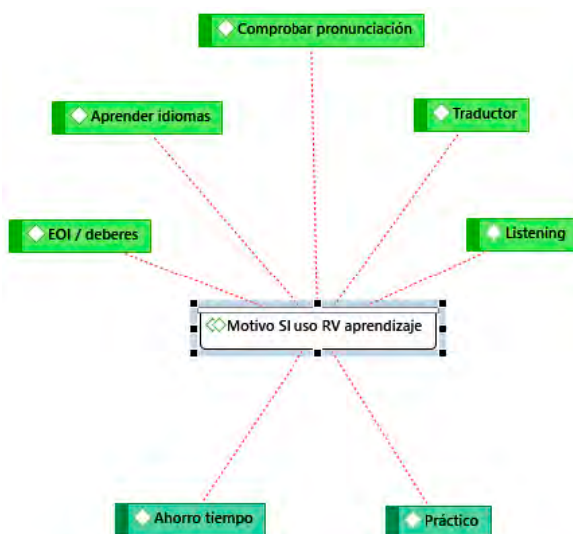 Comprobar pronunciación
Aprender idiomas
Traductor
EOI / deberes
Listening
Motivo SI uso RV aprendizaje
Ahorro tiempo
Práctico